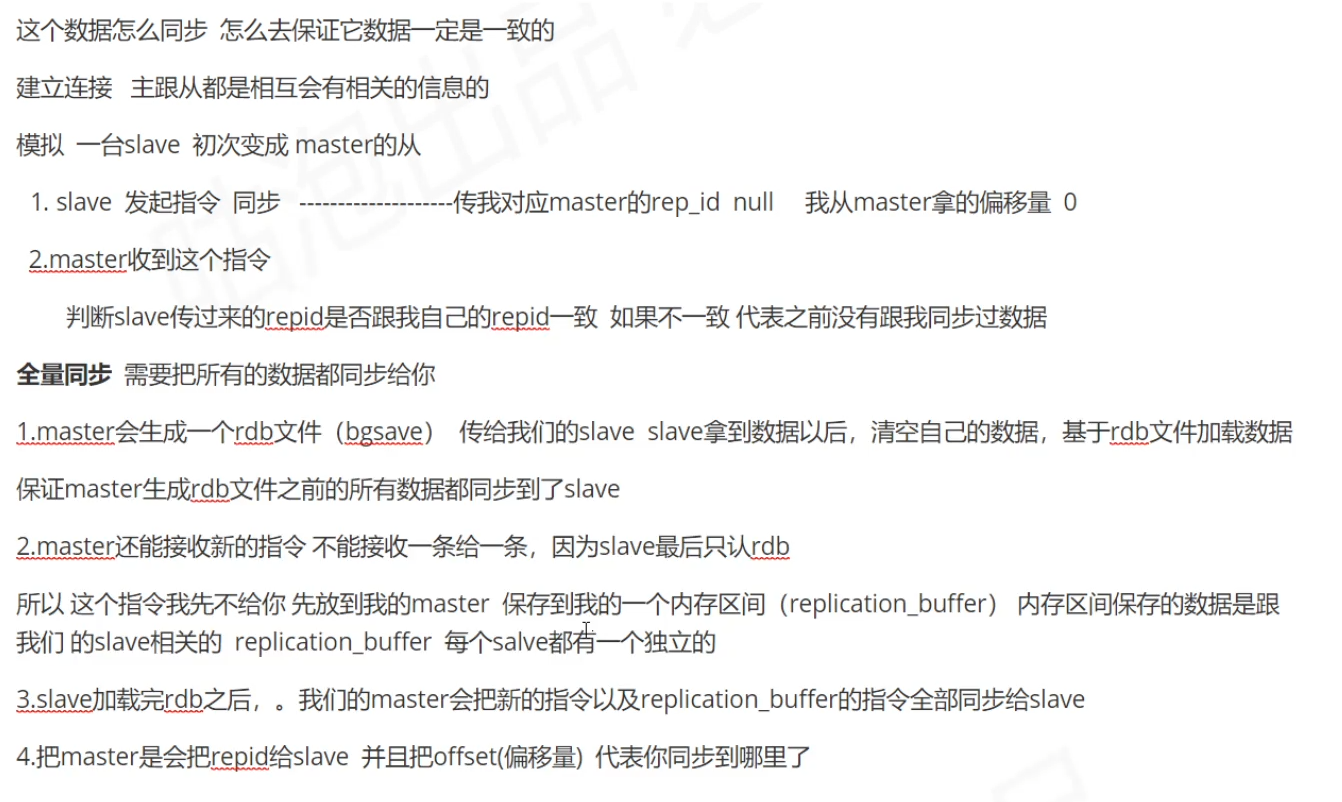 这个数据怎么同步 怎么去保证它数据一定是一致的
建立连接 主跟从都是相互会有相关的信息的
模拟 一台slave 初次变成 master的从
1. slave 发起指令 同步 --------------------传我对应master的rep_id null 我从master拿的偏移量 0
2.master收到这个指令
判断slave传过来的repid是否跟我自己的repid一致 如果不一致 代表之前没有跟我同步过数据
全量同步 需要把所有的数据都同步给你
1.master会生成一个rdb文件（bgsave） 传给我们的slave slave拿到数据以后，清空自己的数据，基于rdb文件加载数据
保证master生成rdb文件之前的所有数据都同步到了slave
2.master还能接收新的指令 不能接收一条给一条，因为slave最后只认rdb
所以 这个指令我先不给你 先放到我的master 保存到我的一个内存区间（replication_buffer） 内存区间保存的数据是跟
我们 的slave相关的 replication_buffer 每个salve都有一个独立的
3.slave加载完rdb之后，。我们的master会把新的指令以及replication_buffer的指令全部同步给slave
4.把master是会把repid给slave 并且把offset(偏移量) 代表你同步到哪里了
咕泡出品